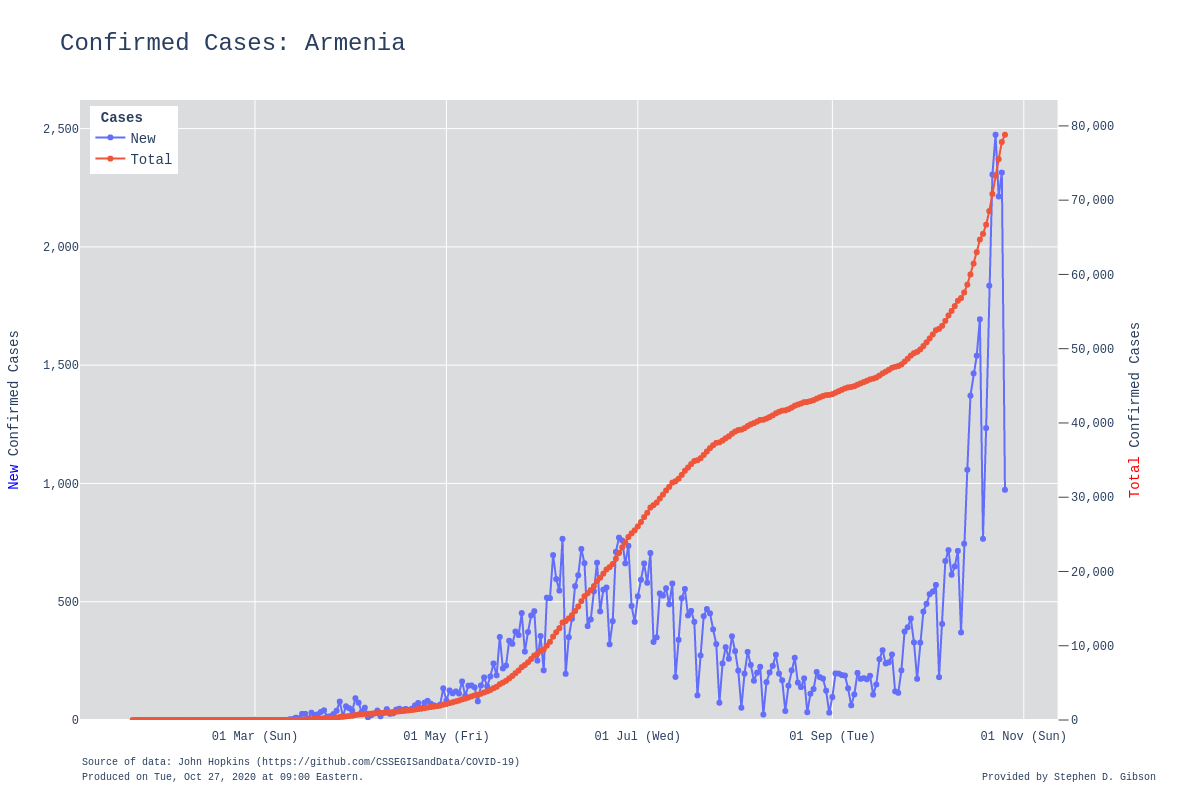 Confirmed Cases: Armenia
Cases
New
Total
2,500
2,000
1,500
1,000
500
0
80,000
70,000
60,000
50,000
40,000
30,000
20,000
10,000
0
New Confirmed Cases
Total Confirmed Cases
01 Mar (Sun) 01 May (Fri) 01 Jul (Wed) 01 Sep (Tue) 01 Nov (Sun)
Source of data: John Hopkins (https://github.com/CSSEGISandData/COVID-19)
Produced on Tue, Oct 27, 2020 at 09:00 Eastern.
Provided by Stephen D. Gibson